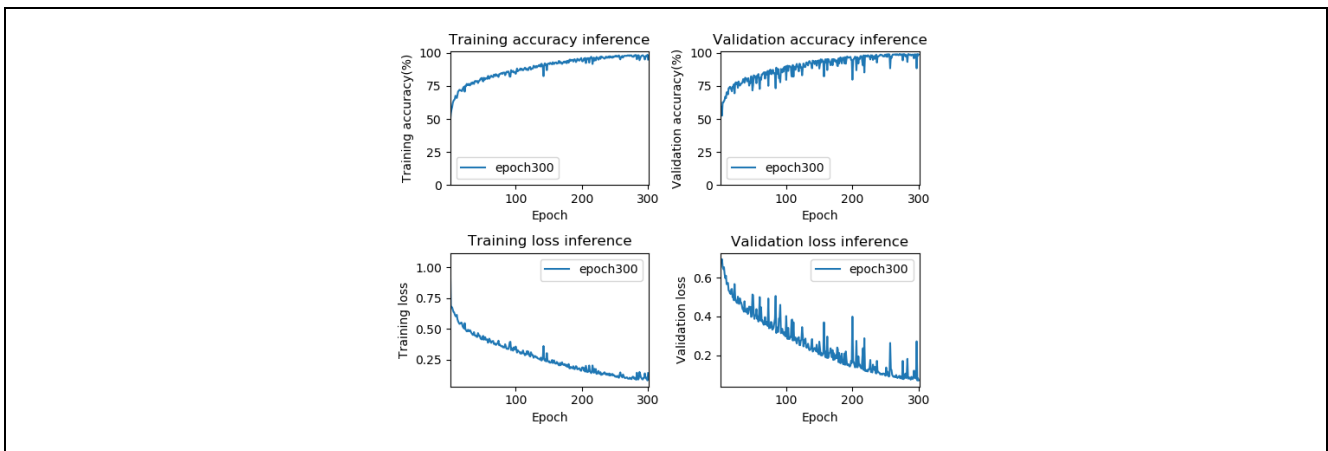 Training accuracy inference
Training accuracy(%)
100
75
50
25
0
epoch300
100
200
300
Epoch
Validation accuracy inference
Validation accuracy(%)
100
75
50
25
0
epoch300
100
200
300
Epoch
Training loss inference
Training loss
1.00
0.75
0.50
0.25
epoch300
100
200
300
Epoch
Validation loss inference
Validation loss
0.6
0.4
0.2
epoch300
100
200
300
Epoch